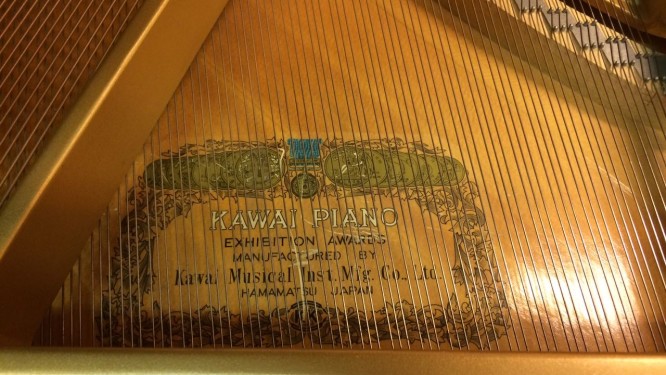 KAWAI PIANO
EXHIBITION AWARDS
MANUFACTURED BY
Kawai Musical Inst. Mfg. Co., Ltd.
HAMAMATSU JAPAN